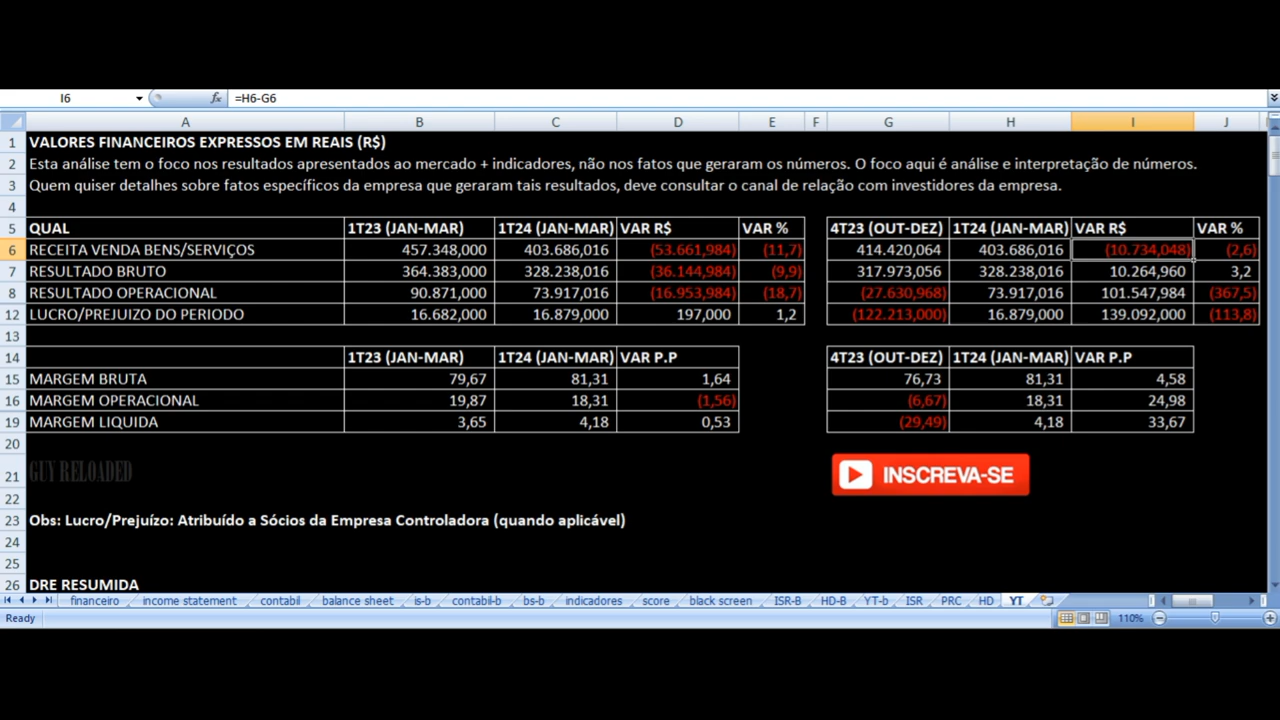 I6 fx =H6-G6
A B C D E F G H I J
1 VALORES FINANCEIROS EXPRESSOS EM REAIS (R$)
2 Esta análise tem o foco nos resultados apresentados ao mercado + indicadores, não nos fatos que geraram os números. O foco aqui é análise e interpretação de números.
3 Quem quiser detalhes sobre fatos específicos da empresa que geraram tais resultados, deve consultar o canal de relação com investidores da empresa.
4
5 QUAL 1T23 (JAN-MAR) 1T24 (JAN-MAR) VAR R$ VAR % 4T23 (OUT-DEZ) 1T24 (JAN-MAR) VAR R$ VAR %
6 RECEITA VENDA BENS/SERVIÇOS 457.348,000 403.686,016 (53.661,984) (11,7) 414.420,064 403.686,016 (10.734,048) (2,6)
7 RESULTADO BRUTO 364.383,000 328.238,016 (36.144,984) (9,9) 317.973,056 328.238,016 10.264,960 3,2
8 RESULTADO OPERACIONAL 90.871,000 73.917,016 (16.953,984) (18,7) (27.630,968) 73.917,016 101.547,984 (367,5)
12 LUCRO/PREJUIZO DO PERIODO 16.682,000 16.879,000 197,000 1,2 (122.213,000) 16.879,000 139.092,000 (113,8)
13
14 1T23 (JAN-MAR) 1T24 (JAN-MAR) VAR P.P 4T23 (OUT-DEZ) 1T24 (JAN-MAR) VAR P.P
15 MARGEM BRUTA 79,67 81,31 1,64 76,73 81,31 4,58
16 MARGEM OPERACIONAL 19,87 18,31 (1,56) (6,67) 18,31 24,98
19 MARGEM LIQUIDA 3,65 4,18 0,53 (29,49) 4,18 33,67
20
21 GUY RELOADED INSCREVA-SE
22
23 Obs: Lucro/Prejuízo: Atribuído a Sócios da Empresa Controladora (quando aplicável)
24
25
26 DRE RESUMIDA
financeiro income statement contabil balance sheet is-b contabil-b bs-b indicadores score black screen ISR-B HD-B YT-b ISR PRC HD YT
Ready 110%